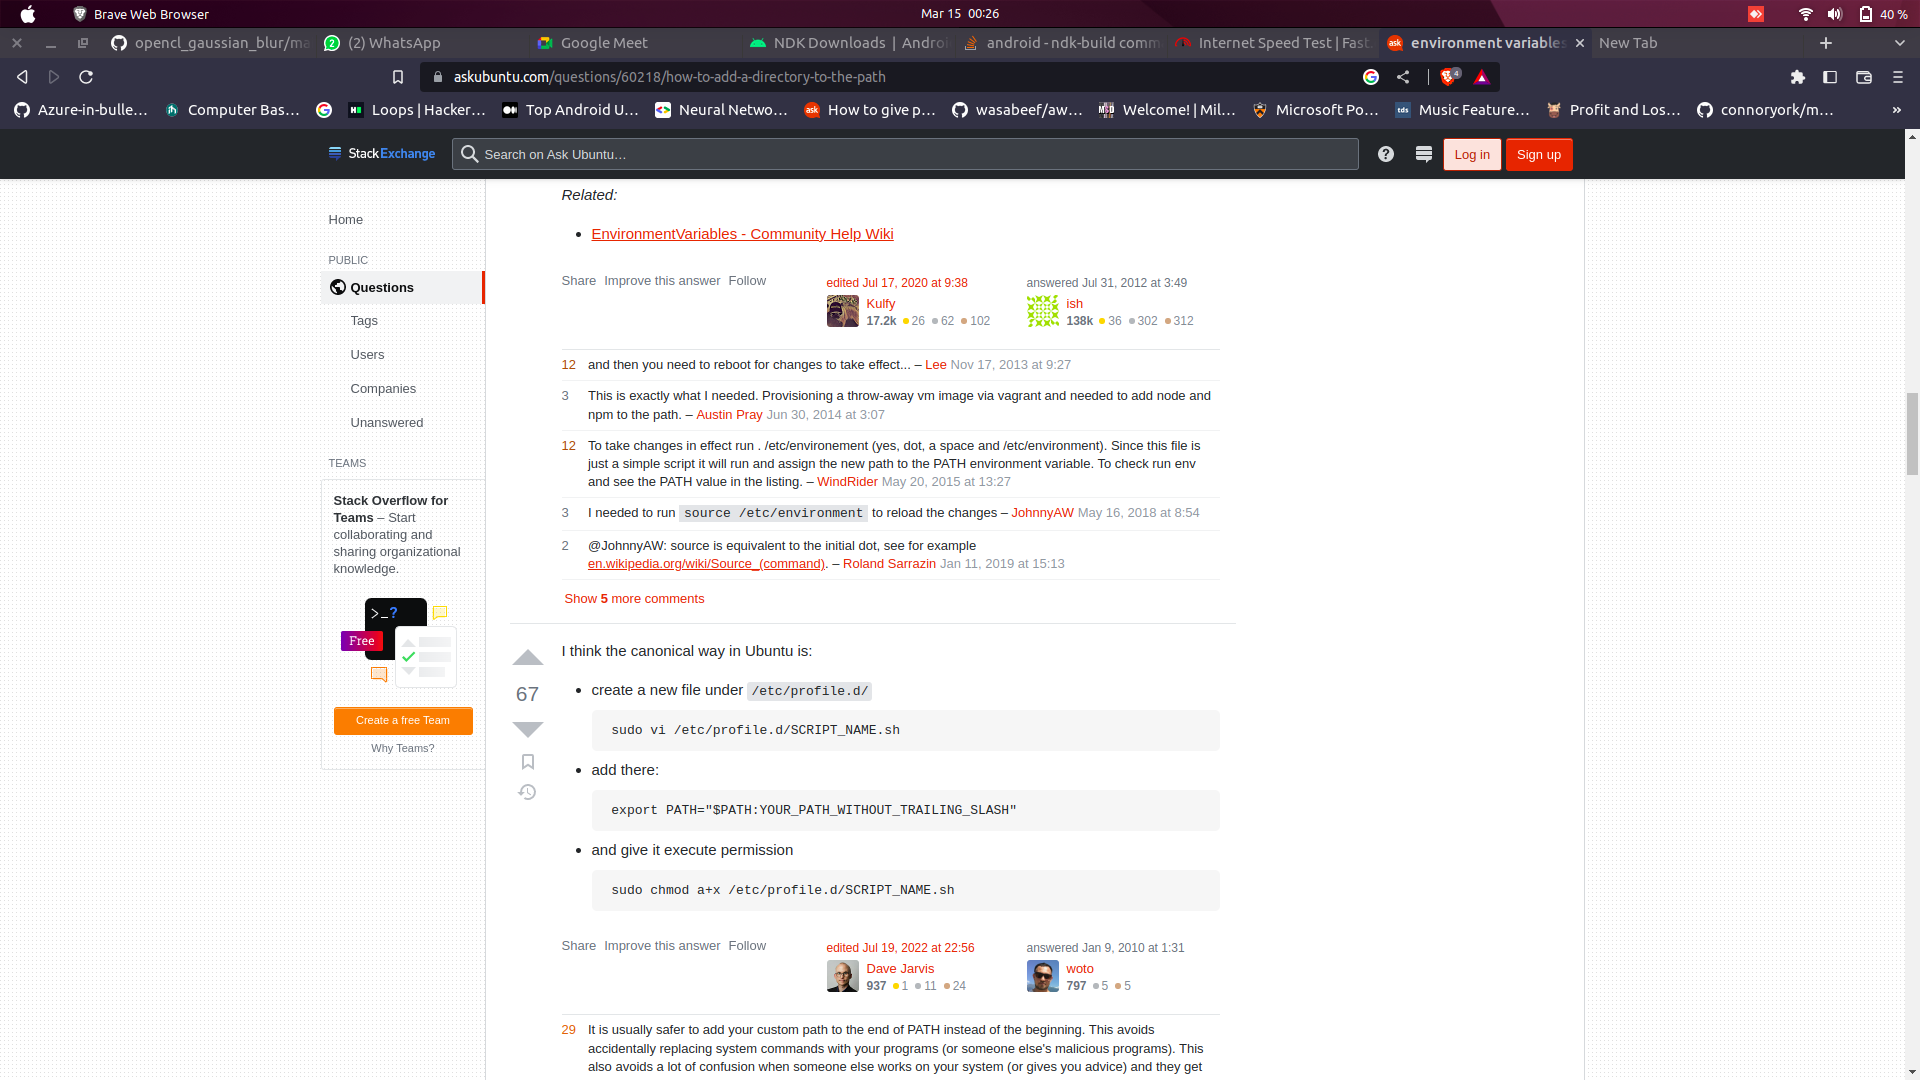 Brave Web Browser
Mar 15 00:26
40 %
opencl_gaussian_blur/ma
(2) WhatsApp
Google Meet
NDK Downloads | Androi
android - ndk-build comm
Internet Speed Test | Fast.
environment variables
New Tab
askubuntu.com/questions/60218/how-to-add-a-directory-to-the-path
4
Azure-in-bulle…
Computer Bas…
Loops | Hacker…
Top Android U…
Neural Netwo…
How to give p…
wasabeef/aw…
Welcome! | Mil…
Microsoft Po…
Music Feature…
Profit and Los…
connoryork/m…
»
StackExchange
Search on Ask Ubuntu…
Log in
Sign up
Home
PUBLIC
Questions
Tags
Users
Companies
Unanswered
TEAMS
Stack Overflow for
Teams – Start
collaborating and
sharing organizational
knowledge.
>_?
Free
Create a free Team
Why Teams?
Related:
EnvironmentVariables - Community Help Wiki
Share Improve this answer Follow
edited Jul 17, 2020 at 9:38
Kulfy
17.2k 26 62 102
answered Jul 31, 2012 at 3:49
ish
138k 36 302 312
12 and then you need to reboot for changes to take effect... – Lee Nov 17, 2013 at 9:27
3 This is exactly what I needed. Provisioning a throw-away vm image via vagrant and needed to add node and
npm to the path. – Austin Pray Jun 30, 2014 at 3:07
12 To take changes in effect run . /etc/environement (yes, dot, a space and /etc/environment). Since this file is
just a simple script it will run and assign the new path to the PATH environment variable. To check run env
and see the PATH value in the listing. – WindRider May 20, 2015 at 13:27
3 I needed to run source /etc/environment to reload the changes – JohnnyAW May 16, 2018 at 8:54
2 @JohnnyAW: source is equivalent to the initial dot, see for example
en.wikipedia.org/wiki/Source_(command). – Roland Sarrazin Jan 11, 2019 at 15:13
Show 5 more comments
67
I think the canonical way in Ubuntu is:
create a new file under /etc/profile.d/
sudo vi /etc/profile.d/SCRIPT_NAME.sh
add there:
export PATH="$PATH:YOUR_PATH_WITHOUT_TRAILING_SLASH"
and give it execute permission
sudo chmod a+x /etc/profile.d/SCRIPT_NAME.sh
Share Improve this answer Follow
edited Jul 19, 2022 at 22:56
Dave Jarvis
937 1 11 24
answered Jan 9, 2010 at 1:31
woto
797 5 5
29 It is usually safer to add your custom path to the end of PATH instead of the beginning. This avoids
accidentally replacing system commands with your programs (or someone else's malicious programs). This
also avoids a lot of confusion when someone else works on your system (or gives you advice) and they get